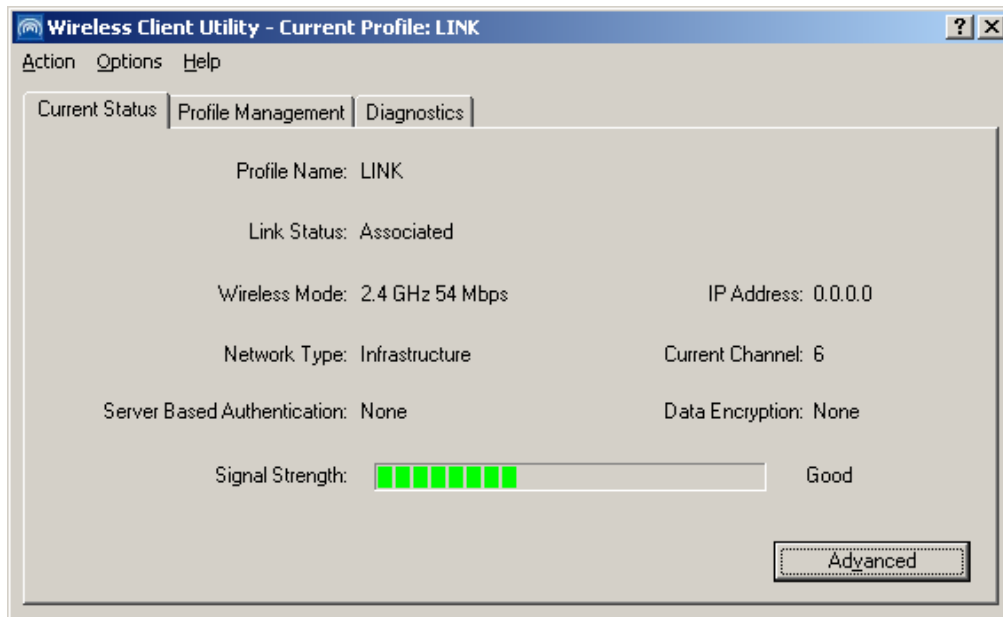 Wireless Client Utility - Current Profile: LINK
Action Options Help
Current Status Profile Management Diagnostics
Profile Name: LINK
Link Status: Associated
Wireless Mode: 2.4 GHz 54 Mbps IP Address: 0.0.0.0
Network Type: Infrastructure Current Channel: 6
Server Based Authentication: None Data Encryption: None
Signal Strength: Good
Advanced